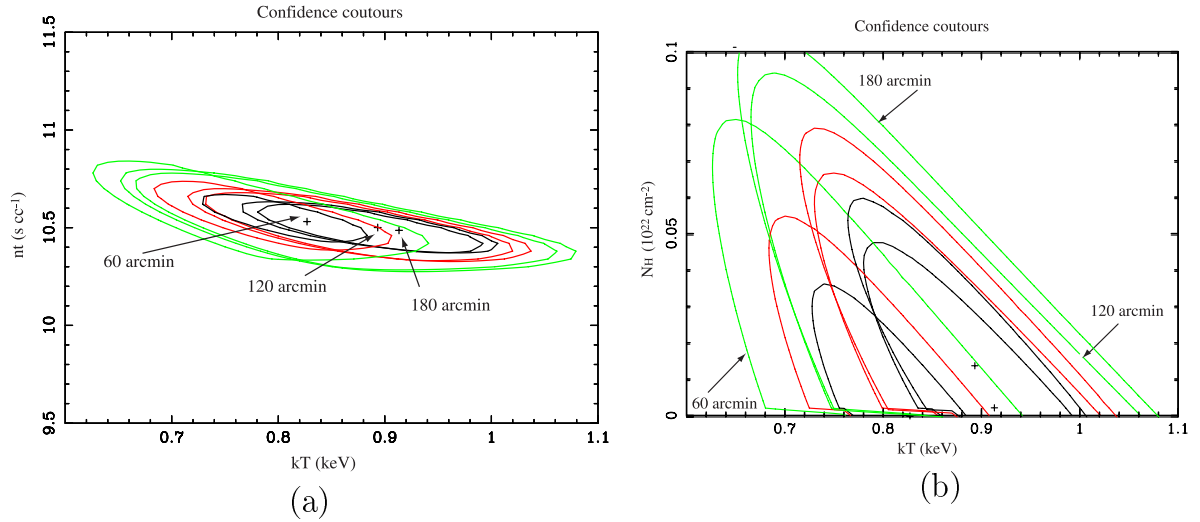 Confidence coutours
11.5
11
10.5
10
9.5
nt (s cc-1)
60 arcmin
120 arcmin
180 arcmin
0.7
0.8
0.9
1
1.1
kT (keV)
(a)
Confidence coutours
0.1
0.05
0
NH (10²² cm-2)
180 arcmin
120 arcmin
60 arcmin
0.7
0.8
0.9
1
1.1
kT (keV)
(b)